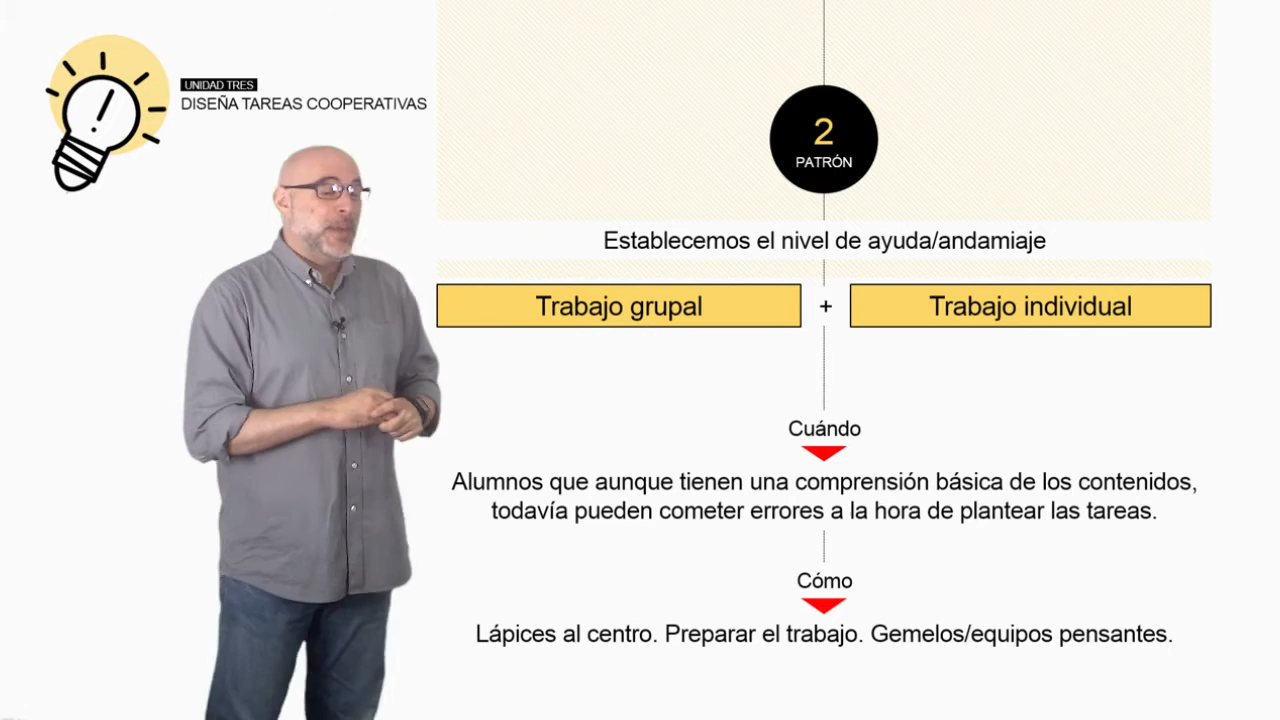 UNIDAD TRES
DISEÑA TAREAS COOPERATIVAS
2
PATRÓN
Establecemos el nivel de ayuda/andamiaje
Trabajo grupal + Trabajo individual
Cuándo
Alumnos que aunque tienen una comprensión básica de los contenidos,
todavía pueden cometer errores a la hora de plantear las tareas.
Cómo
Lápices al centro. Preparar el trabajo. Gemelos/equipos pensantes.